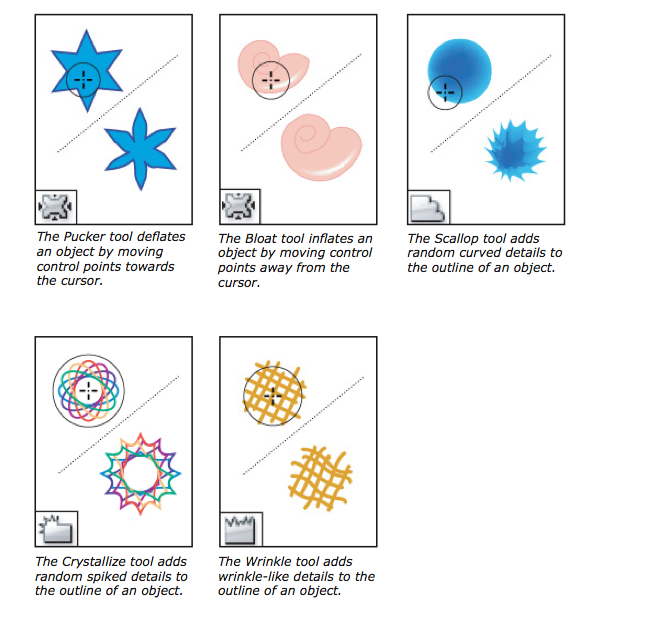 The Pucker tool deflates
an object by moving
control points towards
the cursor.
The Bloat tool inflates an
object by moving control
points away from the
cursor.
The Scallop tool adds
random curved details to
the outline of an object.
The Crystallize tool adds
random spiked details to
the outline of an object.
The Wrinkle tool adds
wrinkle-like details to the
outline of an object.